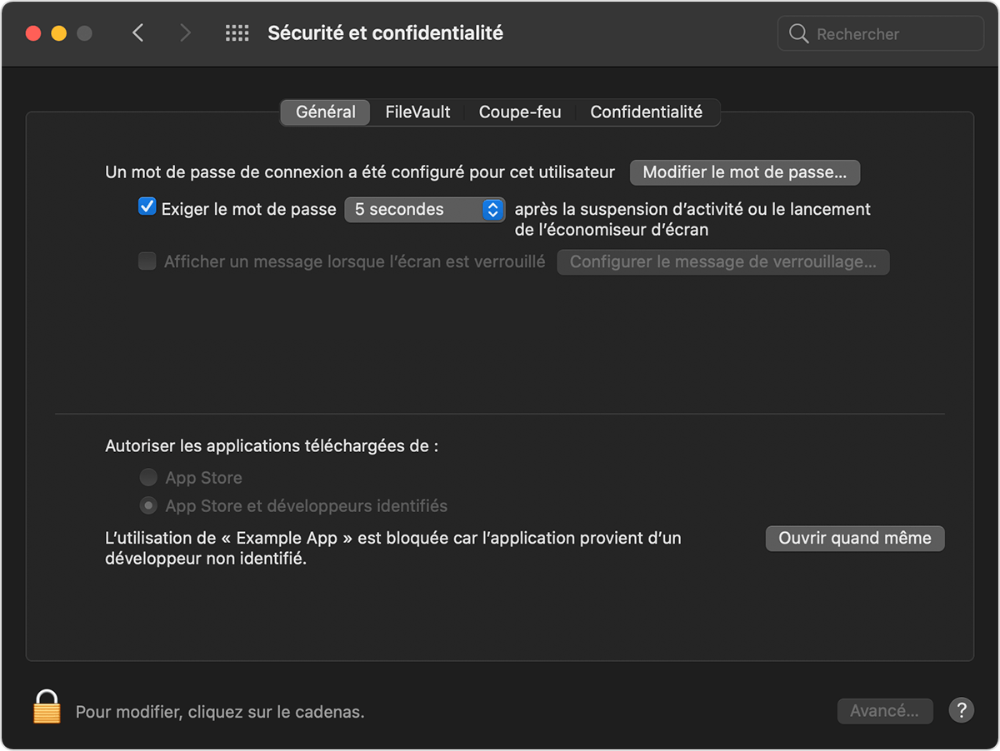 Sécurité et confidentialité
Rechercher
Général
FileVault
Coupe-feu
Confidentialité
Un mot de passe de connexion a été configuré pour cet utilisateur
Modifier le mot de passe...
Exiger le mot de passe
5 secondes
après la suspension d’activité ou le lancement
de l’économiseur d’écran
Afficher un message lorsque l’écran est verrouillé
Configurer le message de verrouillage...
Autoriser les applications téléchargées de :
App Store
App Store et développeurs identifiés
L’utilisation de « Example App » est bloquée car l’application provient d’un
développeur non identifié.
Ouvrir quand même
Pour modifier, cliquez sur le cadenas.
Avancé...
?